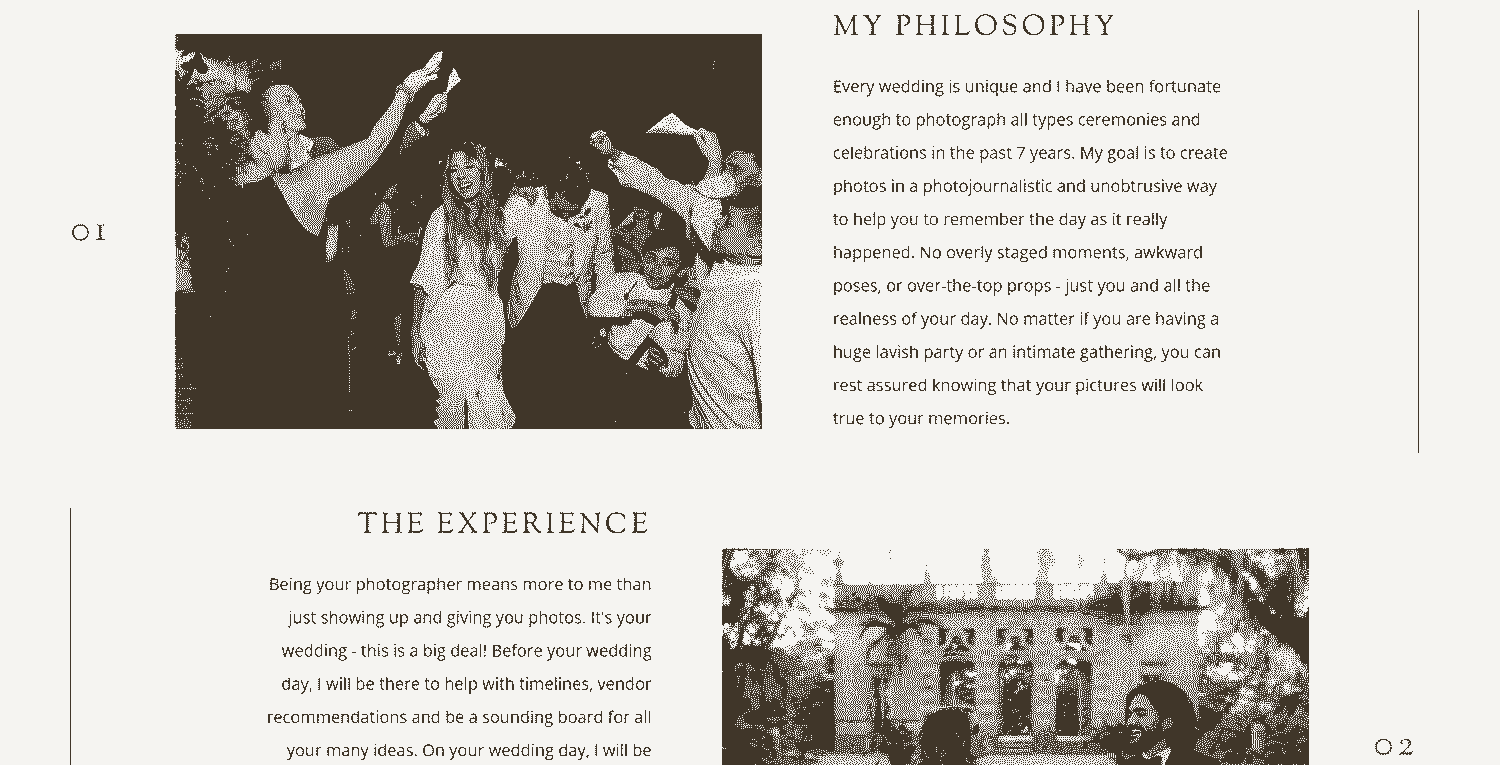 MY PHILOSOPHY
Every wedding is unique and I have been fortunate
enough to photograph all types ceremonies and
celebrations in the past 7 years. My goal is to create
photos in a photojournalistic and unobtrusive way
to help you to remember the day as it really
happened. No overly staged moments, awkward
poses, or over-the-top props - just you and all the
realness of your day. No matter if you are having a
huge lavish party or an intimate gathering, you can
rest assured knowing that your pictures will look
true to your memories.
01
THE EXPERIENCE
Being your photographer means more to me than
just showing up and giving you photos. It's your
wedding - this is a big deal! Before your wedding
day, I will be there to help with timelines, vendor
recommendations and be a sounding board for all
your many ideas. On your wedding day, I will be
02